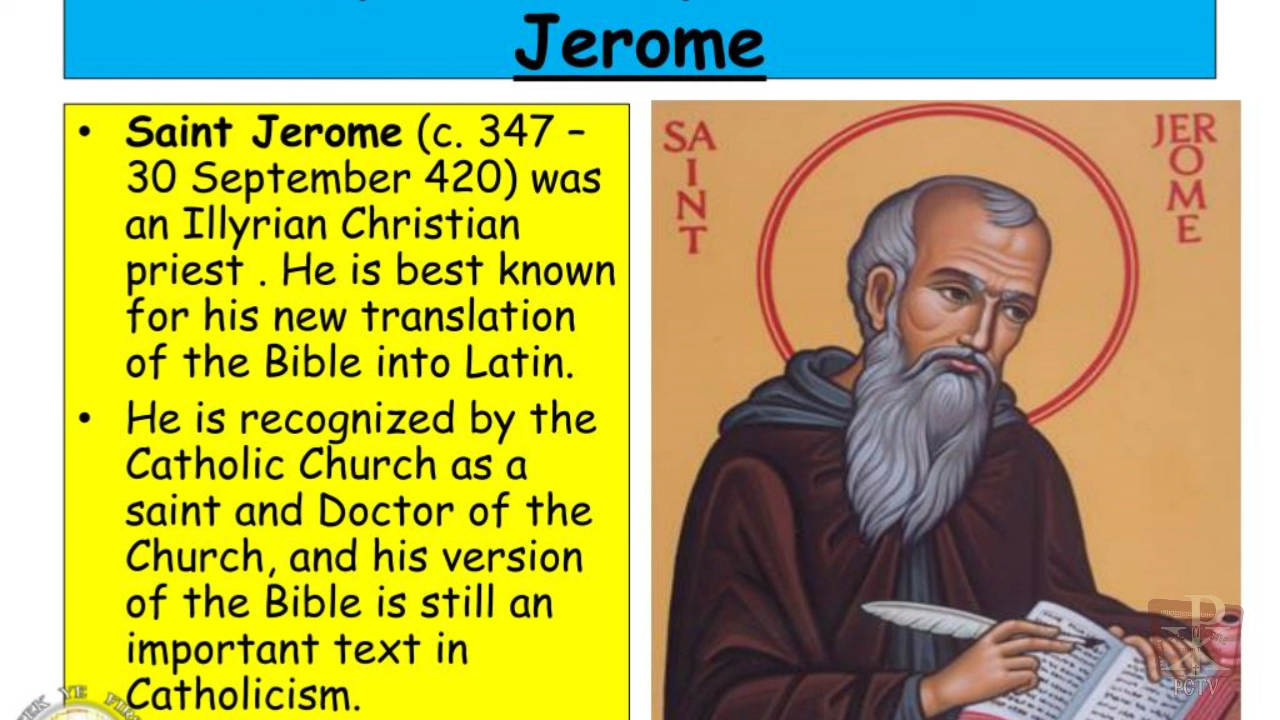 Jerome
• Saint Jerome (c. 347 –
30 September 420) was
an Illyrian Christian
priest . He is best known
for his new translation
of the Bible into Latin.
• He is recognized by the
Catholic Church as a
saint and Doctor of the
Church, and his version
of the Bible is still an
important text in
Catholicism.
SA
I
N
T
JER
O
M
E
PCTV